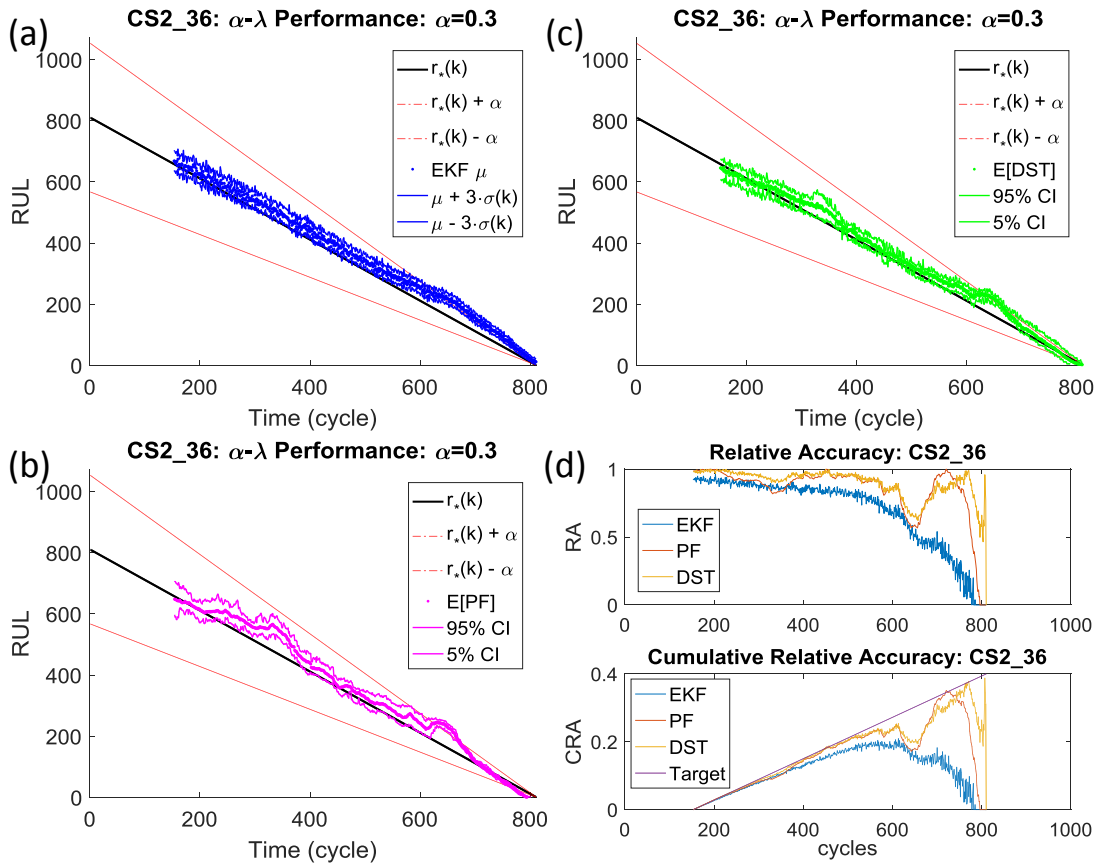 (a)
CS2_36: α-λ Performance: α=0.3
1000
800
600
400
200
0
RUL
r*(k)
r*(k) + α
r*(k) - α
EKF μ
μ + 3·σ(k)
μ - 3·σ(k)
0 200 400 600 800
Time (cycle)
(c)
CS2_36: α-λ Performance: α=0.3
1000
800
600
400
200
0
RUL
r*(k)
r*(k) + α
r*(k) - α
E[DST]
95% CI
5% CI
0 200 400 600 800
Time (cycle)
(b)
CS2_36: α-λ Performance: α=0.3
1000
800
600
400
200
0
RUL
r*(k)
r*(k) + α
r*(k) - α
E[PF]
95% CI
5% CI
0 200 400 600 800
Time (cycle)
(d)
Relative Accuracy: CS2_36
1
0.5
0
RA
EKF
PF
DST
0 200 400 600 800 1000
Cumulative Relative Accuracy: CS2_36
0.4
0.2
0
CRA
EKF
PF
DST
Target
0 200 400 600 800 1000
cycles